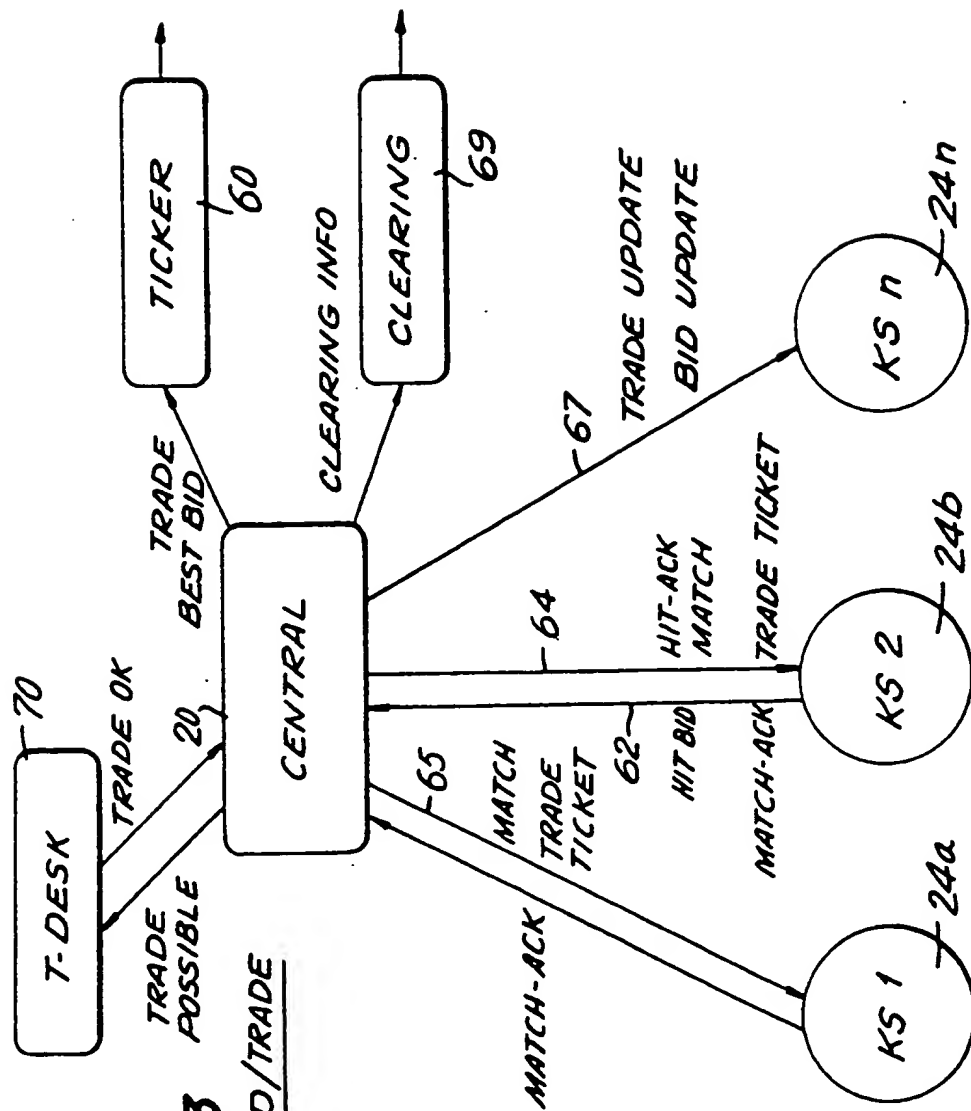 T-DESK
70
TRADE OK
TRADE
POSSIBLE
20
CENTRAL
TRADE
BEST BID
TICKER
60
CLEARING INFO
CLEARING
69
3
D/TRADE
65
MATCH
TRADE
TICKET
MATCH-ACK
64
62
HIT BID
HIT-ACK
MATCH
MATCH-ACK
TRADE TICKET
67
TRADE UPDATE
BID UPDATE
KS 1
24a
KS 2
24b
KS n
24n